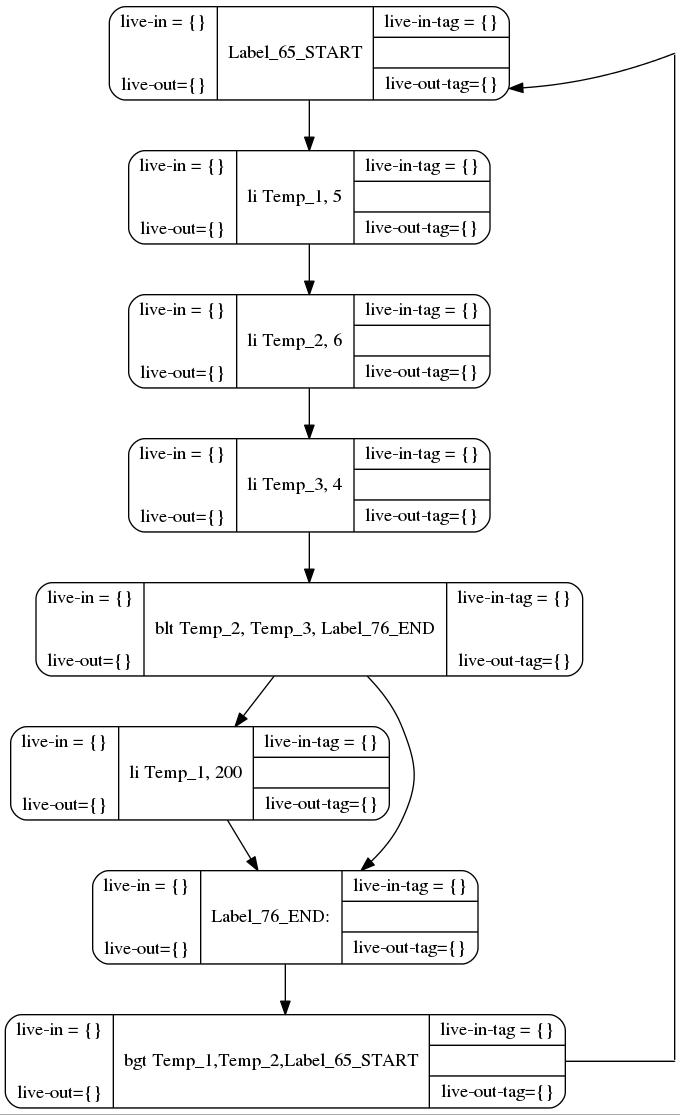 live-in = {}
live-out={}
Label_65_START
live-in-tag = {}
live-out-tag={}
live-in = {}
live-out={}
li Temp_1, 5
live-in-tag = {}
live-out-tag={}
live-in = {}
live-out={}
li Temp_2, 6
live-in-tag = {}
live-out-tag={}
live-in = {}
live-out={}
li Temp_3, 4
live-in-tag = {}
live-out-tag={}
live-in = {}
live-out={}
blt Temp_2, Temp_3, Label_76_END
live-in-tag = {}
live-out-tag={}
live-in = {}
live-out={}
li Temp_1, 200
live-in-tag = {}
live-out-tag={}
live-in = {}
live-out={}
Label_76_END:
live-in-tag = {}
live-out-tag={}
live-in = {}
live-out={}
bgt Temp_1,Temp_2,Label_65_START
live-in-tag = {}
live-out-tag={}